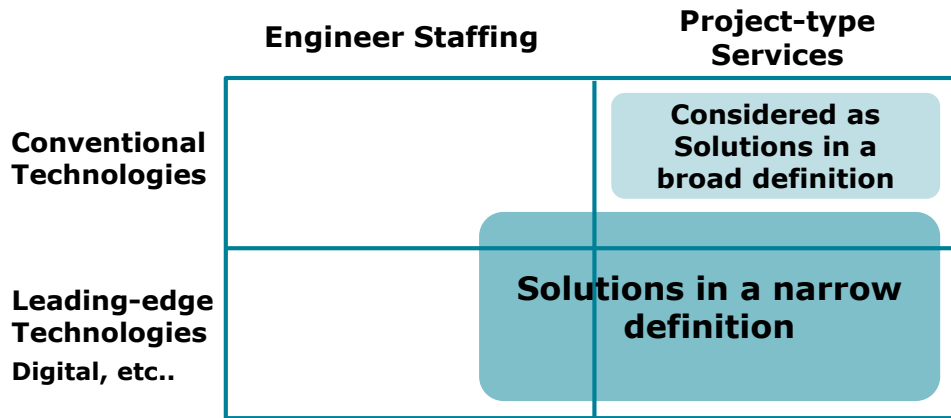 Engineer Staffing
Project-type
Services
Conventional
Technologies
Considered as
Solutions in a
broad definition
Leading-edge
Technologies
Digital, etc..
Solutions in a narrow
definition